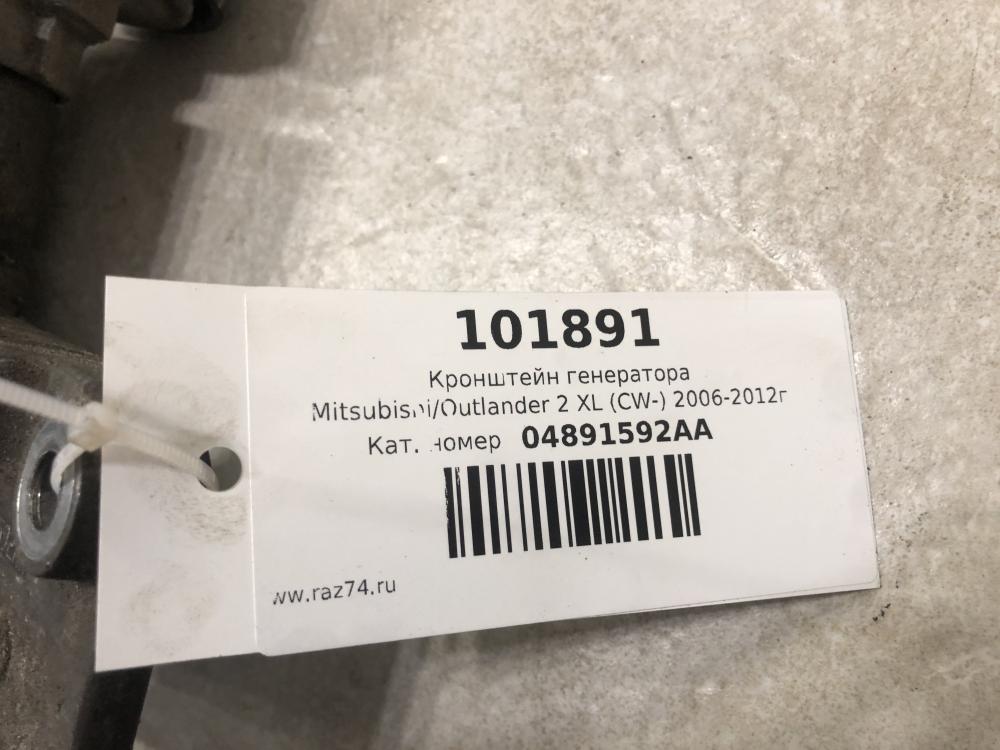 101891
Кронштейн генератора
Mitsubishi/Outlander 2 XL (CW-) 2006-2012г
Кат. номер 04891592AA
ww.raz74.ru